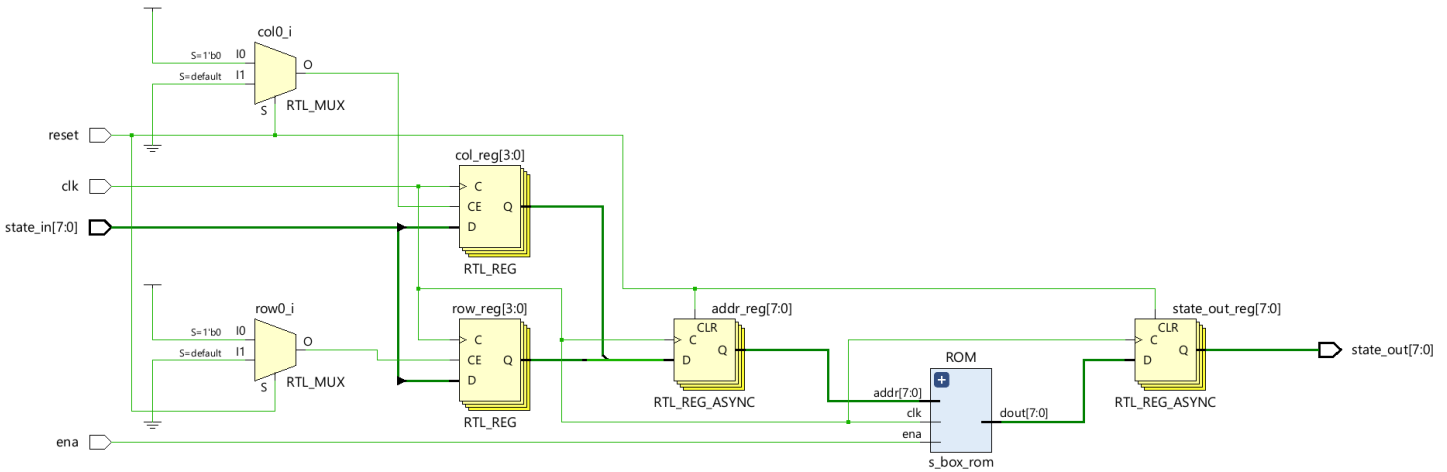 col0_i
S=1'b0 I0
S=default I1
O
S
RTL_MUX
reset
col_reg[3:0]
clk
C
CE
Q
D
state_in[7:0]
RTL_REG
row0_i
S=1'b0 I0
S=default I1
O
S
RTL_MUX
row_reg[3:0]
C
CE
Q
D
RTL_REG
addr_reg[7:0]
CLR
C
Q
D
RTL_REG_ASYNC
ROM
addr[7:0]
clk
ena
dout[7:0]
s_box_rom
state_out_reg[7:0]
CLR
C
Q
D
RTL_REG_ASYNC
state_out[7:0]
ena